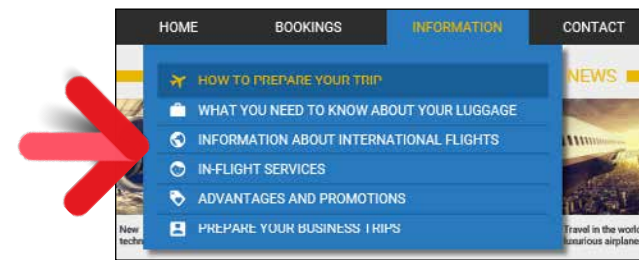 HOME BOOKINGS INFORMATION CONTACT
NEWS
HOW TO PREPARE YOUR TRIP
WHAT YOU NEED TO KNOW ABOUT YOUR LUGGAGE
INFORMATION ABOUT INTERNATIONAL FLIGHTS
IN-FLIGHT SERVICES
ADVANTAGES AND PROMOTIONS
PREPARE YOUR BUSINESS TRIPS
New
techn
Travel in the world
luxurious airplane